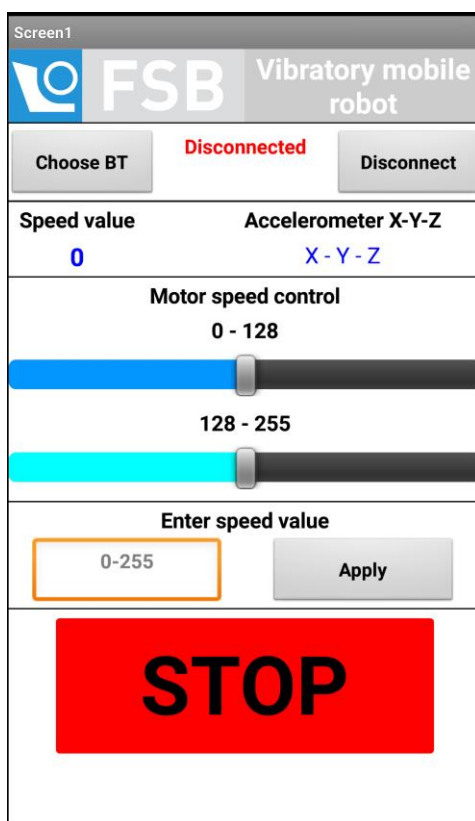 Screen1
FSB
Vibratory mobile
robot
Choose BT
Disconnected
Disconnect
Speed value
Accelerometer X-Y-Z
0
X - Y - Z
Motor speed control
0 - 128
128 - 255
Enter speed value
0-255
Apply
STOP